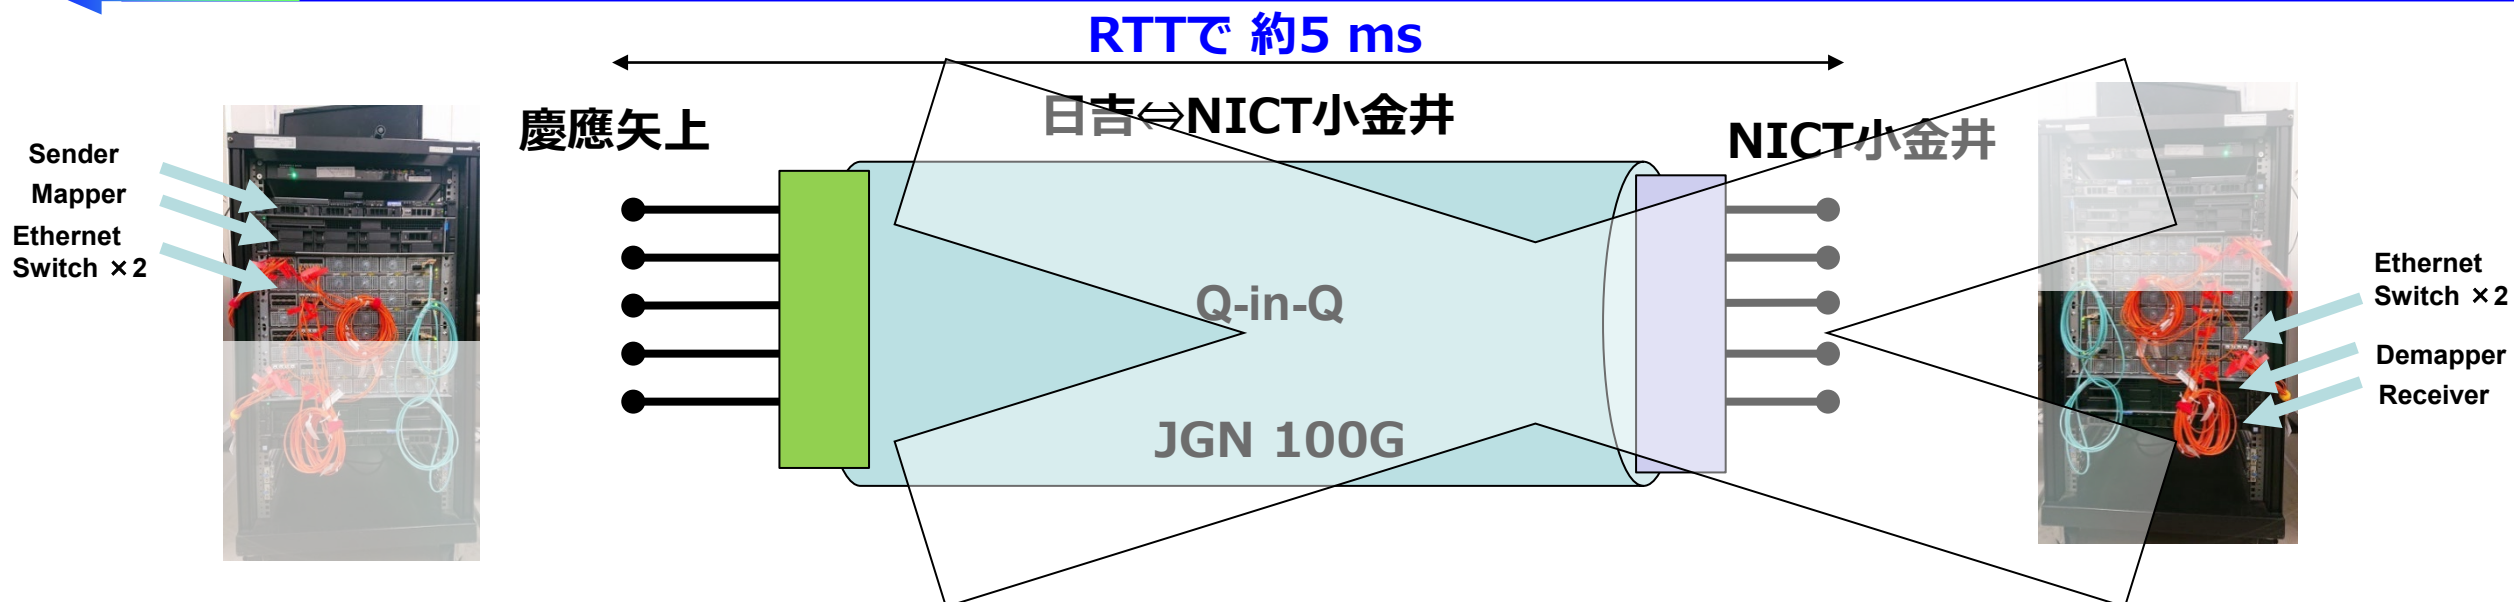 RTTで 約5 ms
慶應矢上
日吉⇔NICT小金井
NICT小金井
Sender
Mapper
Ethernet
Switch ×2
Q-in-Q
JGN 100G
Ethernet
Switch ×2
Demapper
Receiver